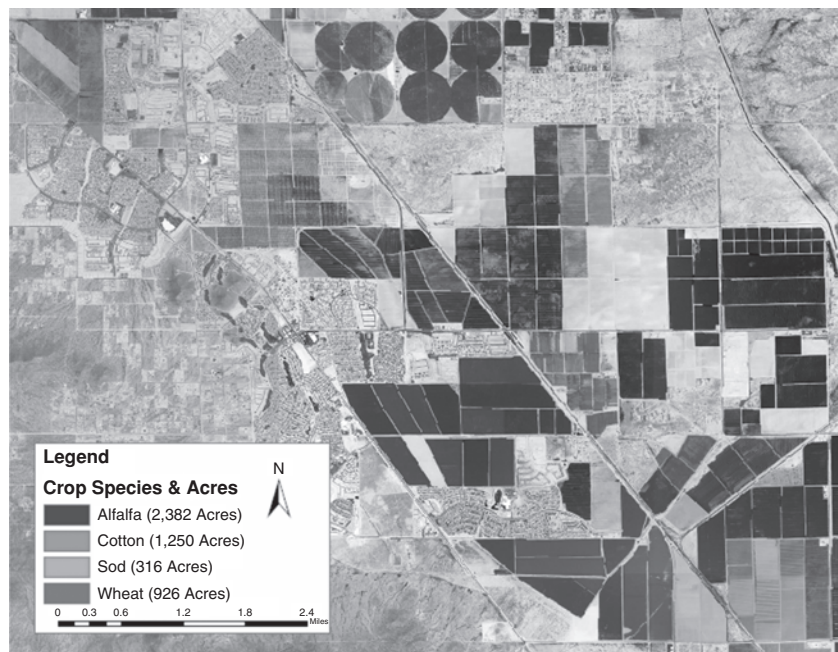 Legend
N
Crop Species & Acres
Alfalfa (2,382 Acres)
Cotton (1,250 Acres)
Sod (316 Acres)
Wheat (926 Acres)
0 0.3 0.6 1.2 1.8 2.4
Miles